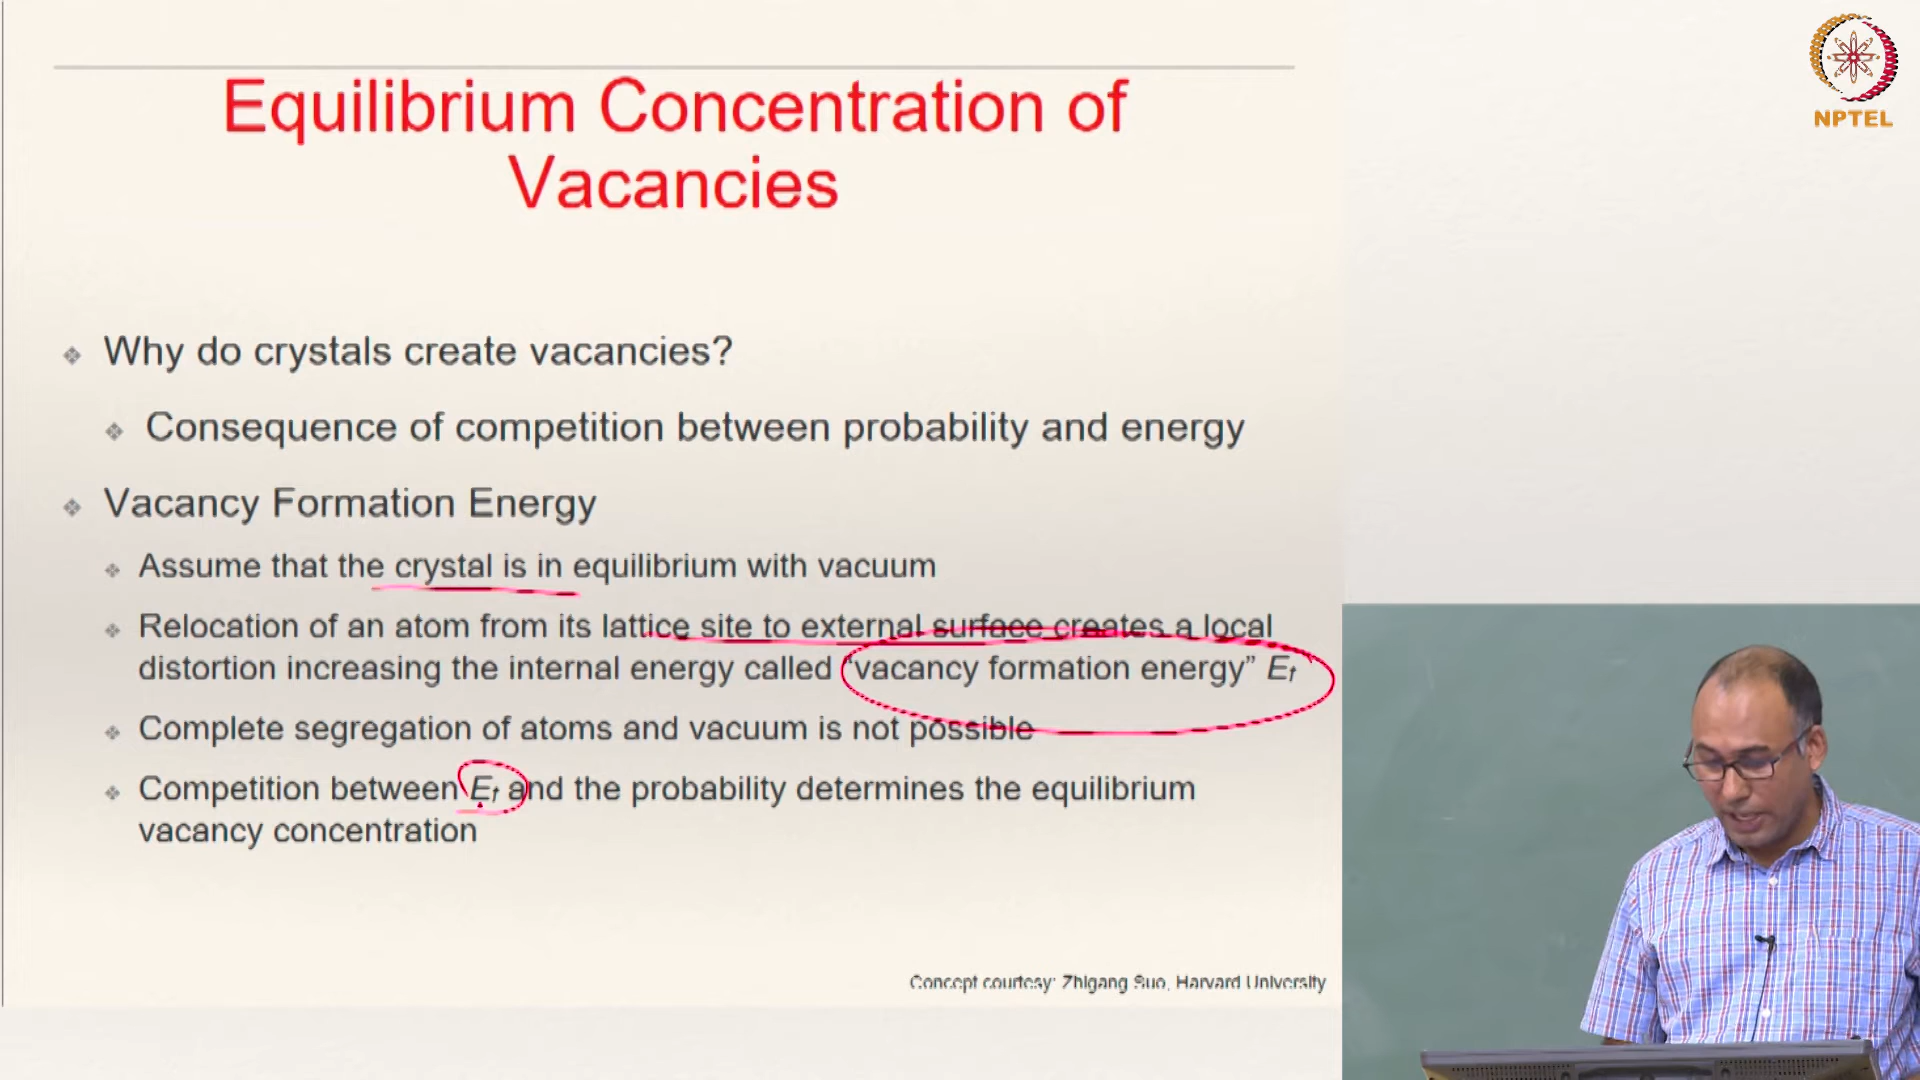 NPTEL
Equilibrium Concentration of
Vacancies
Why do crystals create vacancies?
Consequence of competition between probability and energy
Vacancy Formation Energy
Assume that the crystal is in equilibrium with vacuum
Relocation of an atom from its lattice site to external surface creates a local
distortion increasing the internal energy called “vacancy formation energy” Ef
Complete segregation of atoms and vacuum is not possible
Competition between Ef and the probability determines the equilibrium
vacancy concentration
Concept courtesy: Zhigang Suo, Harvard University